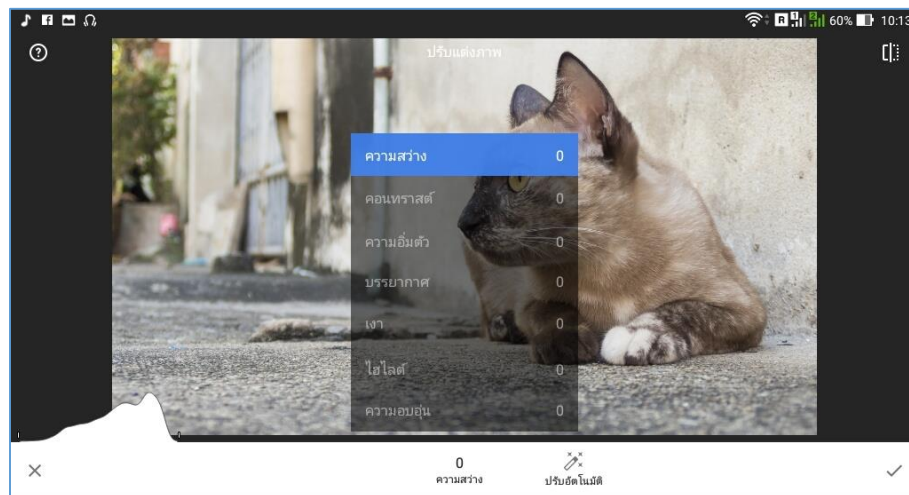 60% 10:13
ปรับแต่งภาพ
ความสว่าง 0
คอนทราสต์ 0
ความอิ่มตัว 0
บรรยากาศ 0
เงา 0
ไฮไลต์ 0
ความอบอุ่น 0
0
ความสว่าง
ปรับอัตโนมัติ